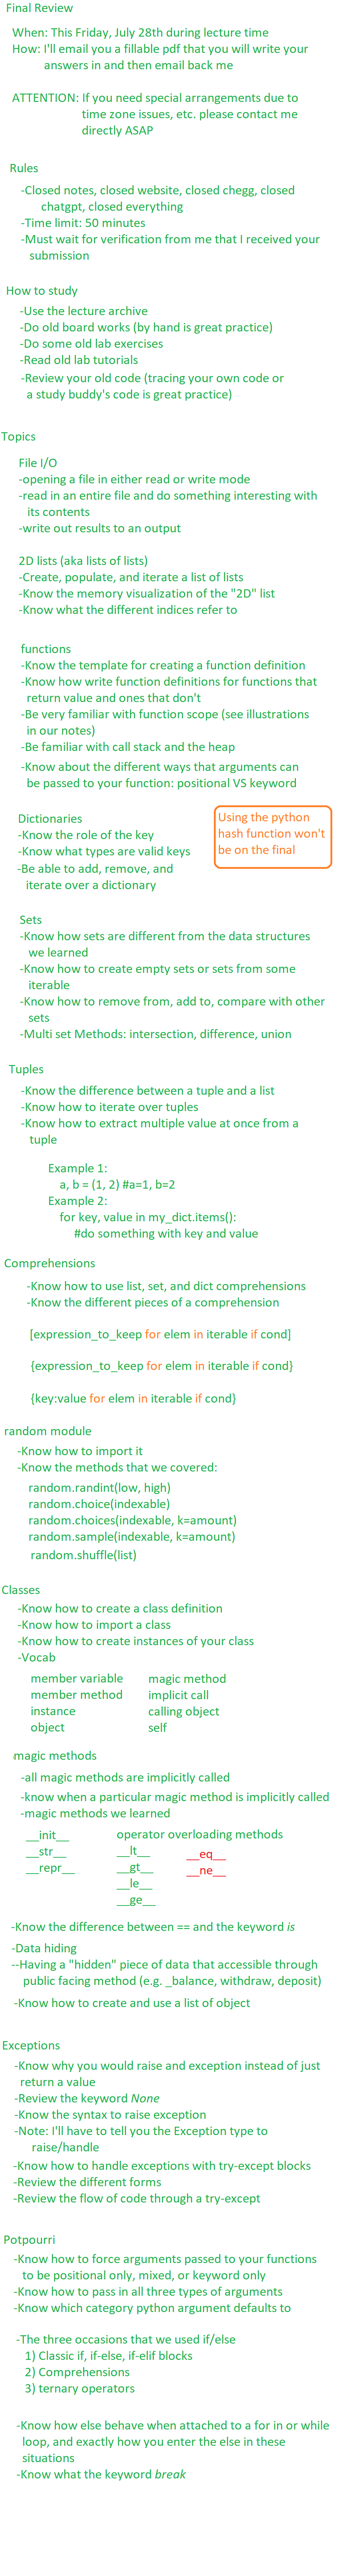 Final Review
When: This Friday, July 28th during lecture time
How: I'll email you a fillable pdf that you will write your
answers in and then email back me
ATTENTION: If you need special arrangements due to
time zone issues, etc. please contact me
directly ASAP
Rules
-Closed notes, closed website, closed chegg, closed
chatgpt, closed everything
-Time limit: 50 minutes
-Must wait for verification from me that I received your
submission
How to study
-Use the lecture archive
-Do old board works (by hand is great practice)
-Do some old lab exercises
-Read old lab tutorials
-Review your old code (tracing your own code or
a study buddy's code is great practice)
Topics
File I/O
-opening a file in either read or write mode
-read in an entire file and do something interesting with
its contents
-write out results to an output
2D lists (aka lists of lists)
-Create, populate, and iterate a list of lists
-Know the memory visualization of the "2D" list
-Know what the different indices refer to
functions
-Know the template for creating a function definition
-Know how write function definitions for functions that
return value and ones that don't
-Be very familiar with function scope (see illustrations
in our notes)
-Be familiar with call stack and the heap
-Know about the different ways that arguments can
be passed to your function: positional VS keyword
Dictionaries
-Know the role of the key
-Know what types are valid keys
-Be able to add, remove, and
iterate over a dictionary
Using the python
hash function won't
be on the final
Sets
-Know how sets are different from the data structures
we learned
-Know how to create empty sets or sets from some
iterable
-Know how to remove from, add to, compare with other
sets
-Multi set Methods: intersection, difference, union
Tuples
-Know the difference between a tuple and a list
-Know how to iterate over tuples
-Know how to extract multiple value at once from a
tuple
Example 1:
a, b = (1, 2) #a=1, b=2
Example 2:
for key, value in my_dict.items():
#do something with key and value
Comprehensions
-Know how to use list, set, and dict comprehensions
-Know the different pieces of a comprehension
[expression_to_keep for elem in iterable if cond]
{expression_to_keep for elem in iterable if cond}
{key:value for elem in iterable if cond}
random module
-Know how to import it
-Know the methods that we covered:
random.randint(low, high)
random.choice(indexable)
random.choices(indexable, k=amount)
random.sample(indexable, k=amount)
random.shuffle(list)
Classes
-Know how to create a class definition
-Know how to import a class
-Know how to create instances of your class
-Vocab
member variable magic method
member method implicit call
instance calling object
object self
magic methods
-all magic methods are implicitly called
-know when a particular magic method is implicitly called
-magic methods we learned
__init__ operator overloading methods
__str__ __lt__ __eq__
__repr__ __gt__ __ne__
__le__
__ge__
-Know the difference between == and the keyword is
-Data hiding
--Having a "hidden" piece of data that accessible through
public facing method (e.g. _balance, withdraw, deposit)
-Know how to create and use a list of object
Exceptions
-Know why you would raise and exception instead of just
return a value
-Review the keyword None
-Know the syntax to raise exception
-Note: I'll have to tell you the Exception type to
raise/handle
-Know how to handle exceptions with try-except blocks
-Review the different forms
-Review the flow of code through a try-except
Potpourri
-Know how to force arguments passed to your functions
to be positional only, mixed, or keyword only
-Know how to pass in all three types of arguments
-Know which category python argument defaults to
-The three occasions that we used if/else
1) Classic if, if-else, if-elif blocks
2) Comprehensions
3) ternary operators
-Know how else behave when attached to a for in or while
loop, and exactly how you enter the else in these
situations
-Know what the keyword break